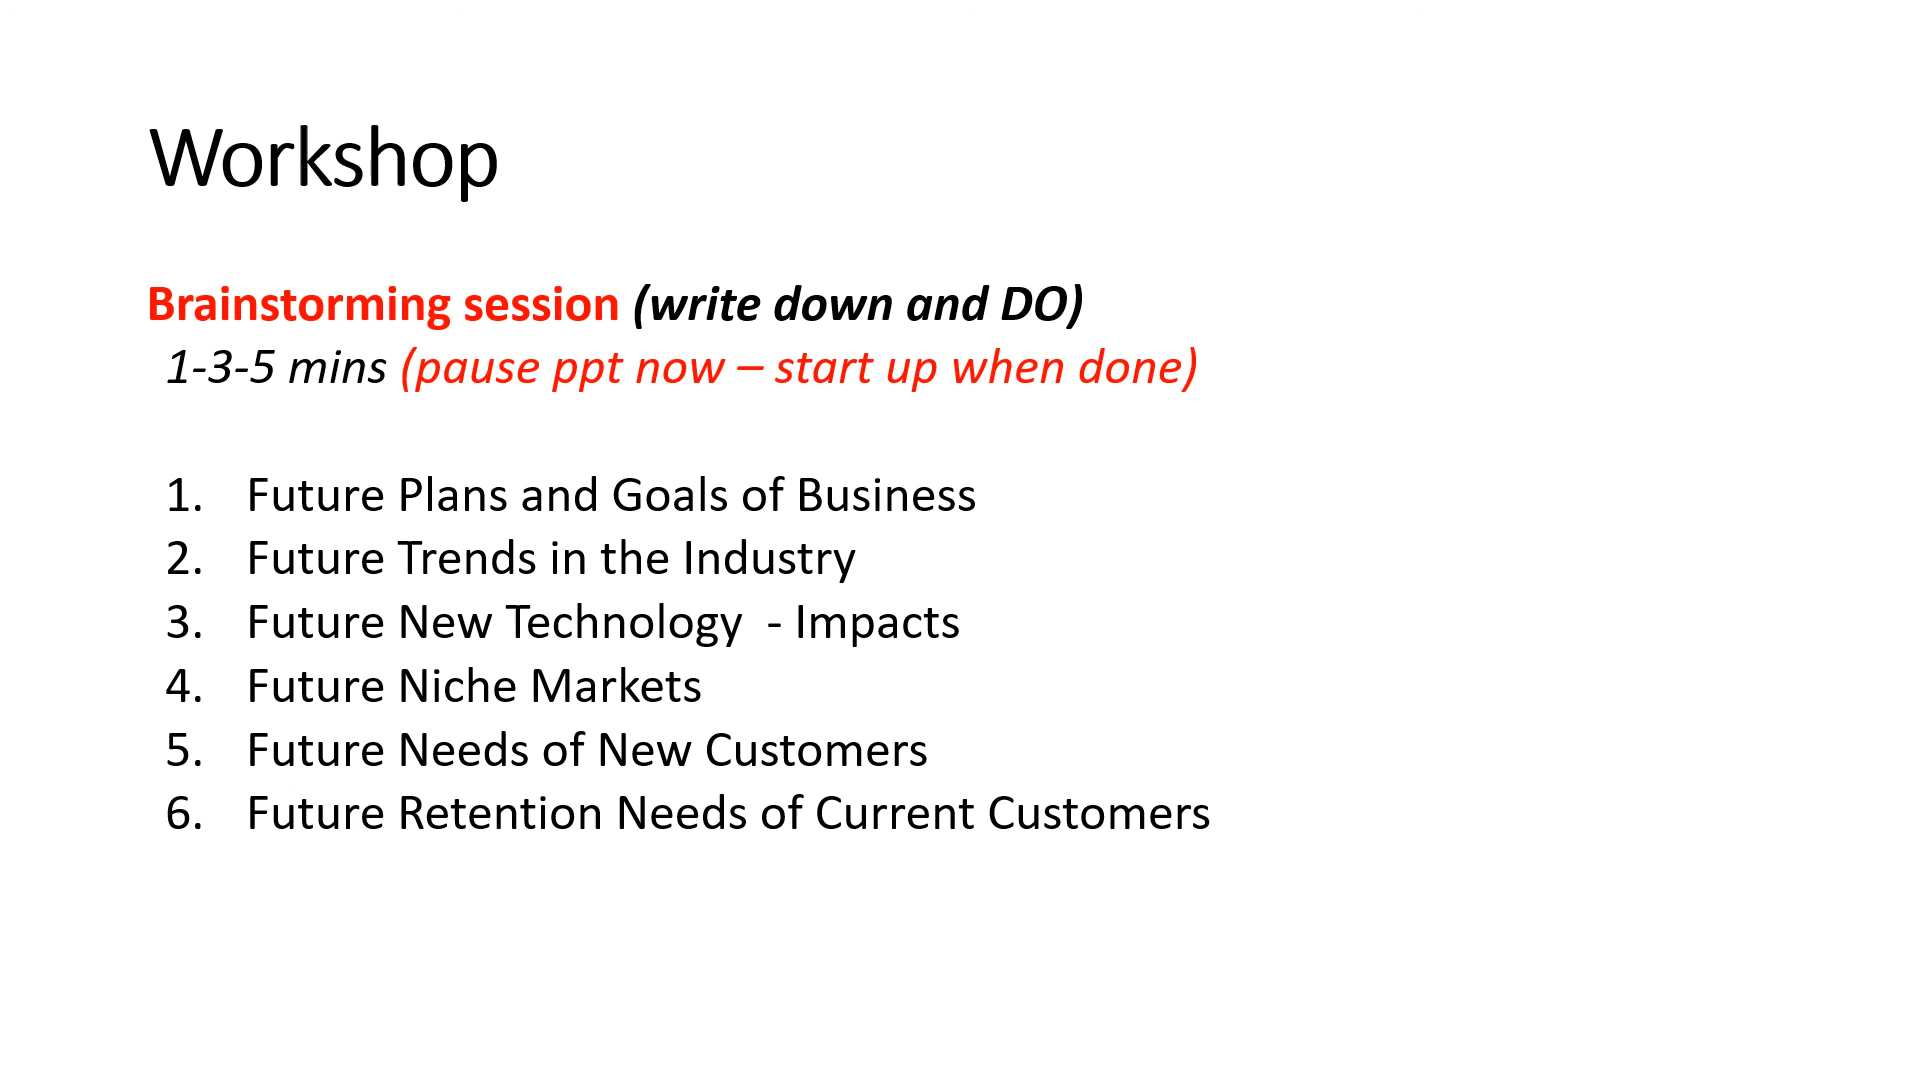 Workshop
Brainstorming session (write down and DO)
1-3-5 mins (pause ppt now – start up when done)
1. Future Plans and Goals of Business
2. Future Trends in the Industry
3. Future New Technology  - Impacts
4. Future Niche Markets
5. Future Needs of New Customers
6. Future Retention Needs of Current Customers